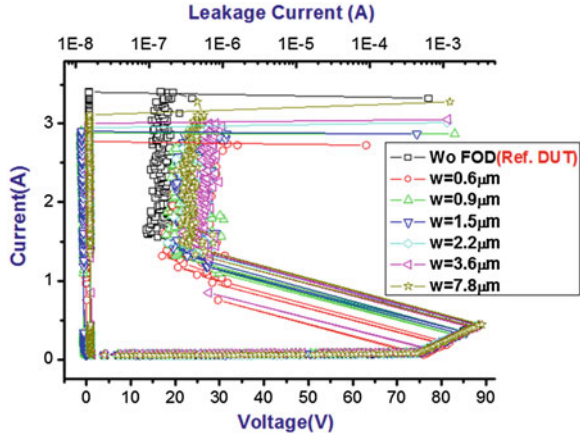 Leakage Current (A)
1E-8 1E-7 1E-6 1E-5 1E-4 1E-3
4
3
2
1
0
Current(A)
Wo FOD(Ref. DUT)
w=0.6μm
w=0.9μm
w=1.5μm
w=2.2μm
w=3.6μm
w=7.8μm
0 10 20 30 40 50 60 70 80 90
Voltage(V)